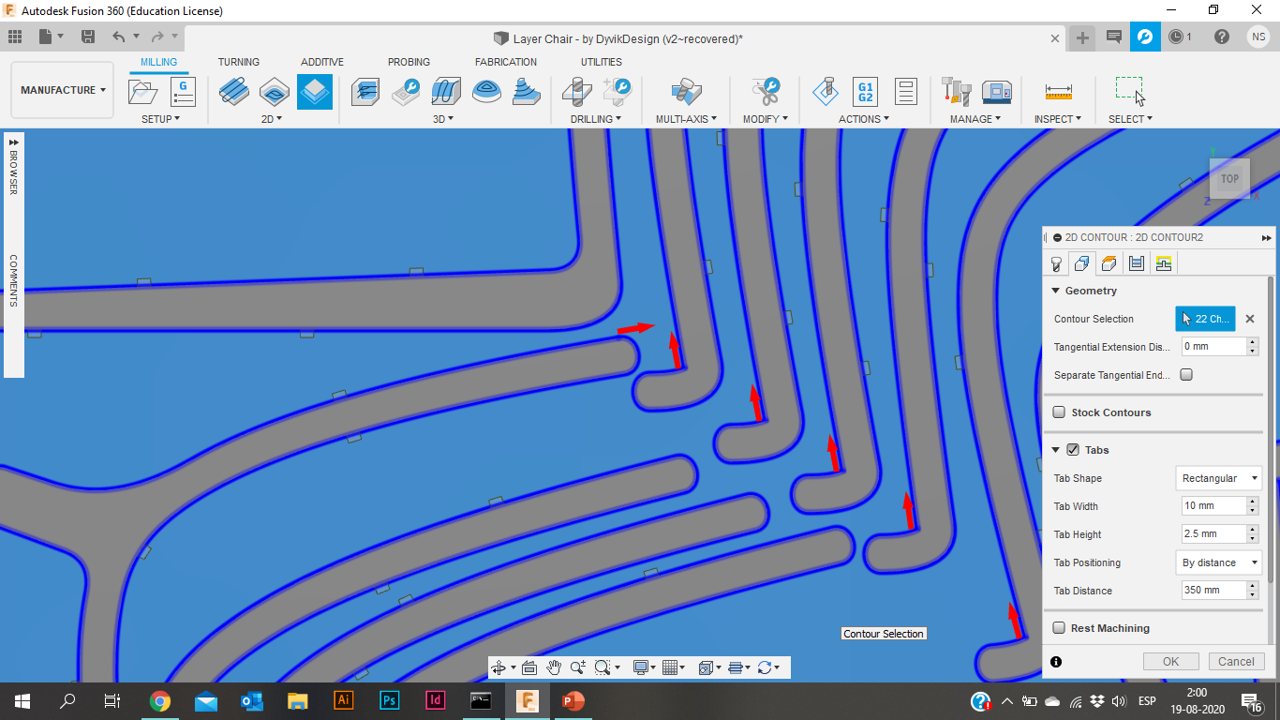 Autodesk Fusion 360 (Education License)
Layer Chair - by DyvikDesign (v2~recovered)*
1
NS
MILLING
TURNING
ADDITIVE
PROBING
FABRICATION
UTILITIES
MANUFACTURE
G
G1
G2
SETUP
2D
3D
DRILLING
MULTI-AXIS
MODIFY
ACTIONS
MANAGE
INSPECT
SELECT
BROWSER
COMMENTS
Y
TOP
Z
X
2D CONTOUR : 2D CONTOUR2
Geometry
Contour Selection 22 Ch...
Tangential Extension Dis... 0 mm
Separate Tangential End...
Stock Contours
Tabs
Tab Shape Rectangular
Tab Width 10 mm
Tab Height 2.5 mm
Tab Positioning By distance
Tab Distance 350 mm
Rest Machining
OK Cancel
Contour Selection
Ai
Ps
Id
F
P
ESP
2:00
19-08-2020
16